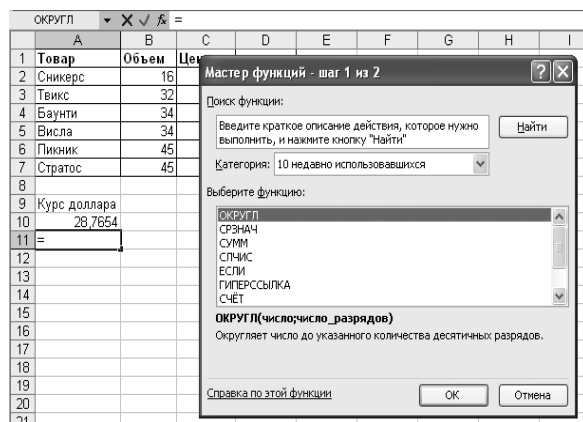 ОКРУГЛ fx =
A B C D E F G H I
1 Товар Объем Цен
2 Сникерс 16
3 Твикс 32
4 Баунти 34
5 Висла 34
6 Пикник 45
7 Стратос 45
8
9 Курс доллара
10 28,7654
11 =
12
13
14
15
16
17
18
19
20
21
Мастер функций - шаг 1 из 2
Поиск функции:
Введите краткое описание действия, которое нужно
выполнить, и нажмите кнопку "Найти"
Найти
Категория: 10 недавно использовавшихся
Выберите функцию:
ОКРУГЛ
СРЗНАЧ
СУММ
СЛЧИС
ЕСЛИ
ГИПЕРССЫЛКА
СЧЁТ
ОКРУГЛ(число;число_разрядов)
Округляет число до указанного количества десятичных разрядов.
Справка по этой функции
ОК Отмена